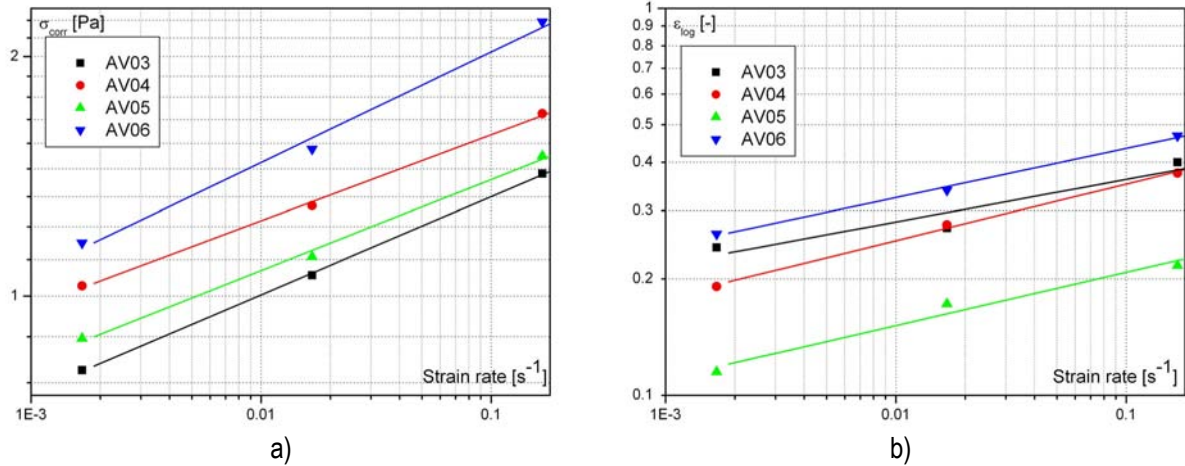 σcorr [Pa]
2
1
AV03
AV04
AV05
AV06
Strain rate [s-1]
1E-3 0.01 0.1
a)
εlog [-]
1
0.9
0.8
0.7
0.6
0.5
0.4
0.3
0.2
0.1
AV03
AV04
AV05
AV06
Strain rate [s-1]
1E-3 0.01 0.1
b)